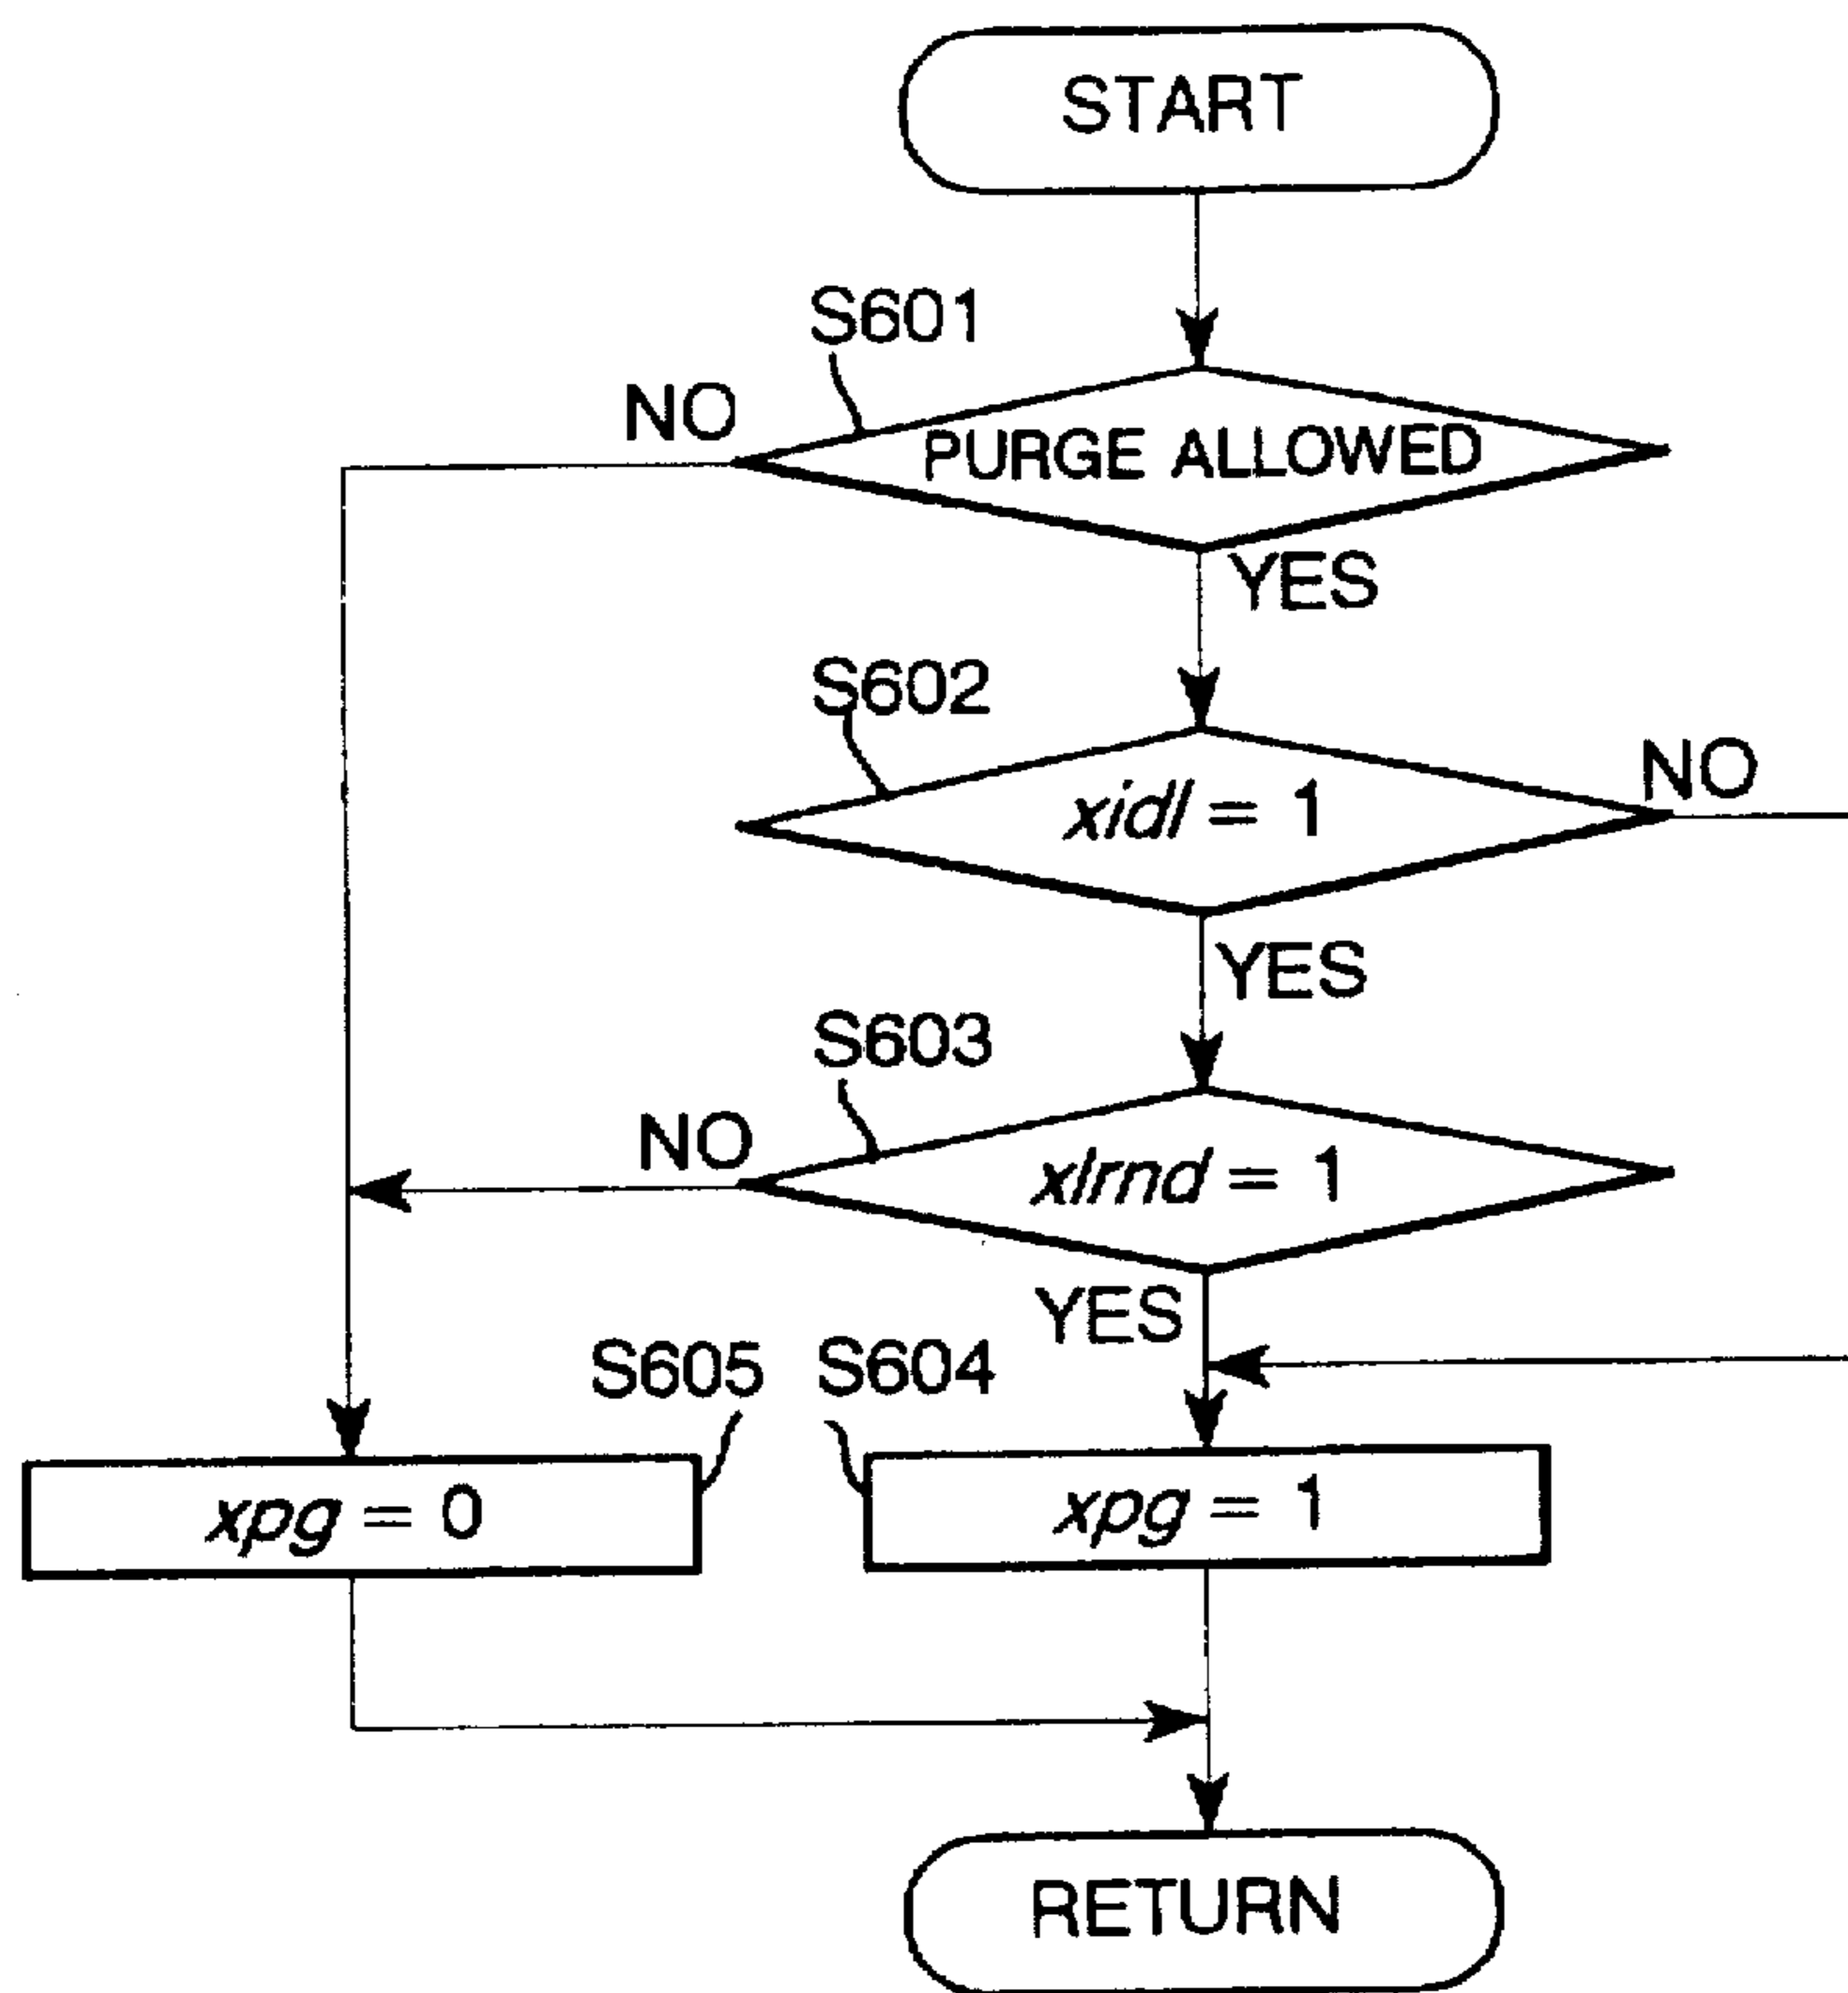 START
S601
NO
PURGE ALLOWED
YES
S602
NO
xidl = 1
YES
S603
NO
xlrnd = 1
YES
S605
S604
xpg = 0
xpg = 1
RETURN